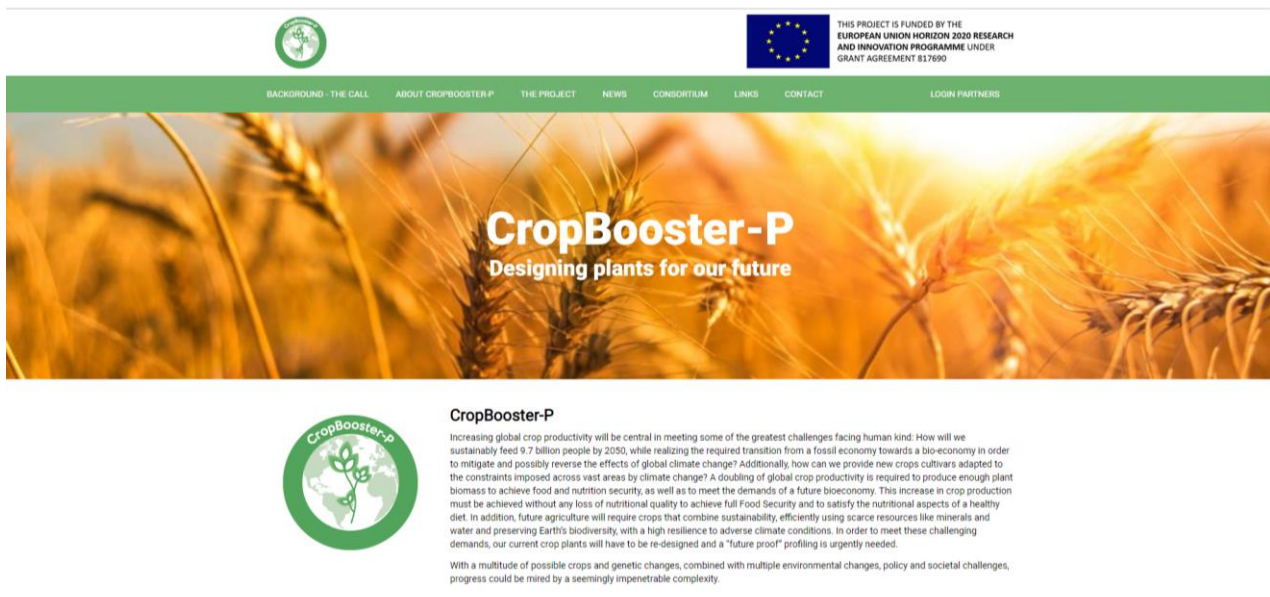 CropBooster-P
THIS PROJECT IS FUNDED BY THE
EUROPEAN UNION HORIZON 2020 RESEARCH
AND INNOVATION PROGRAMME UNDER
GRANT AGREEMENT 817690
BACKGROUND - THE CALL ABOUT CROPBOOSTER-P THE PROJECT NEWS CONSORTIUM LINKS CONTACT LOGIN PARTNERS
CropBooster-P
Designing plants for our future
CropBooster-P
CropBooster-P
Increasing global crop productivity will be central in meeting some of the greatest challenges facing human kind: How will we
sustainably feed 9.7 billion people by 2050, while realizing the required transition from a fossil economy towards a bio-economy in order
to mitigate and possibly reverse the effects of global climate change? Additionally, how can we provide new crops cultivars adapted to
the constraints imposed across vast areas by climate change? A doubling of global crop productivity is required to produce enough plant
biomass to achieve food and nutrition security, as well as to meet the demands of a future bioeconomy. This increase in crop production
must be achieved without any loss of nutritional quality to achieve full Food Security and to satisfy the nutritional aspects of a healthy
diet. In addition, future agriculture will require crops that combine sustainability, efficiently using scarce resources like minerals and
water and preserving Earth's biodiversity, with a high resilience to adverse climate conditions. In order to meet these challenging
demands, our current crop plants will have to be re-designed and a "future proof" profiling is urgently needed.
With a multitude of possible crops and genetic changes, combined with multiple environmental changes, policy and societal challenges,
progress could be mired by a seemingly impenetrable complexity.